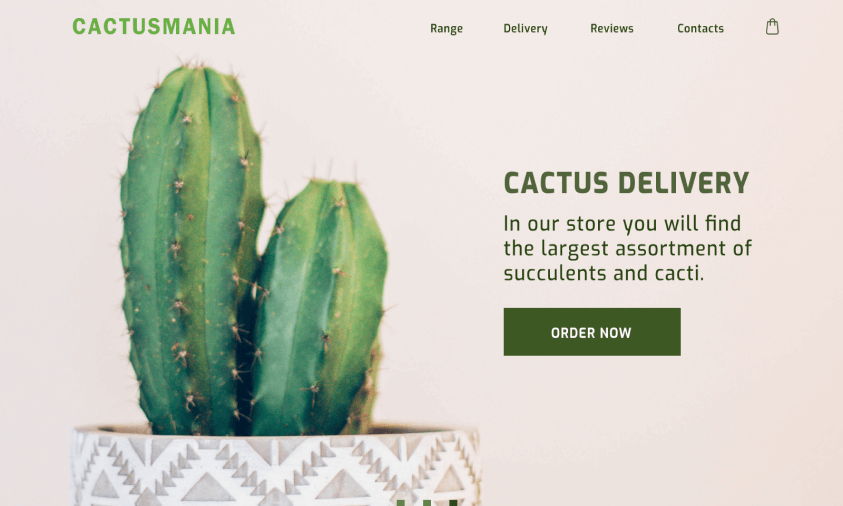 CACTUSMANIA
Range Delivery Reviews Contacts
CACTUS DELIVERY
In our store you will find
the largest assortment of
succulents and cacti.
ORDER NOW